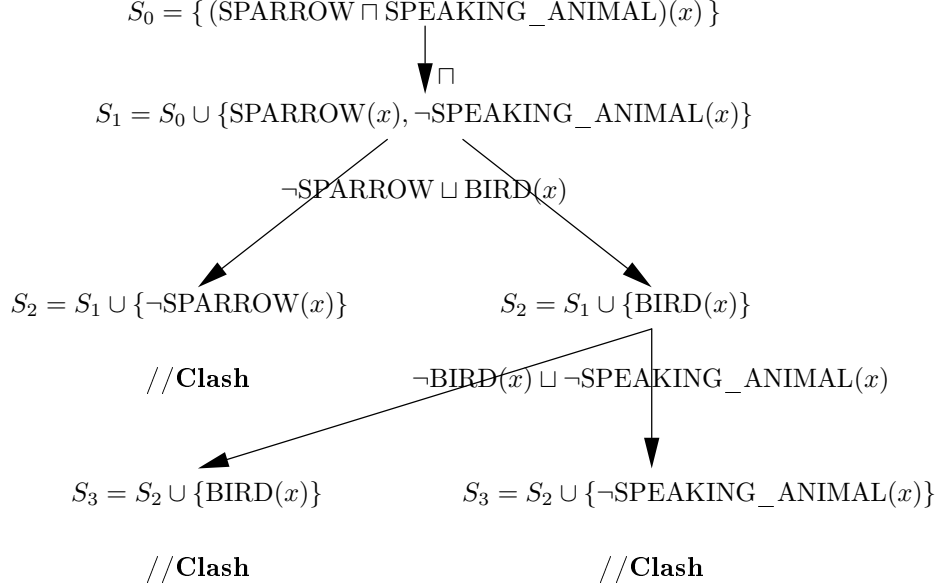 S₀ = { (SPARROW ⊓ SPEAKING_ANIMAL)(x) }
⊓
S₁ = S₀ ∪ {SPARROW(x), ¬SPEAKING_ANIMAL(x)}
¬SPARROW ⊔ BIRD(x)
S₂ = S₁ ∪ {¬SPARROW(x)}
S₂ = S₁ ∪ {BIRD(x)}
//Clash
¬BIRD(x) ⊔ ¬SPEAKING_ANIMAL(x)
S₃ = S₂ ∪ {BIRD(x)}
S₃ = S₂ ∪ {¬SPEAKING_ANIMAL(x)}
//Clash
//Clash